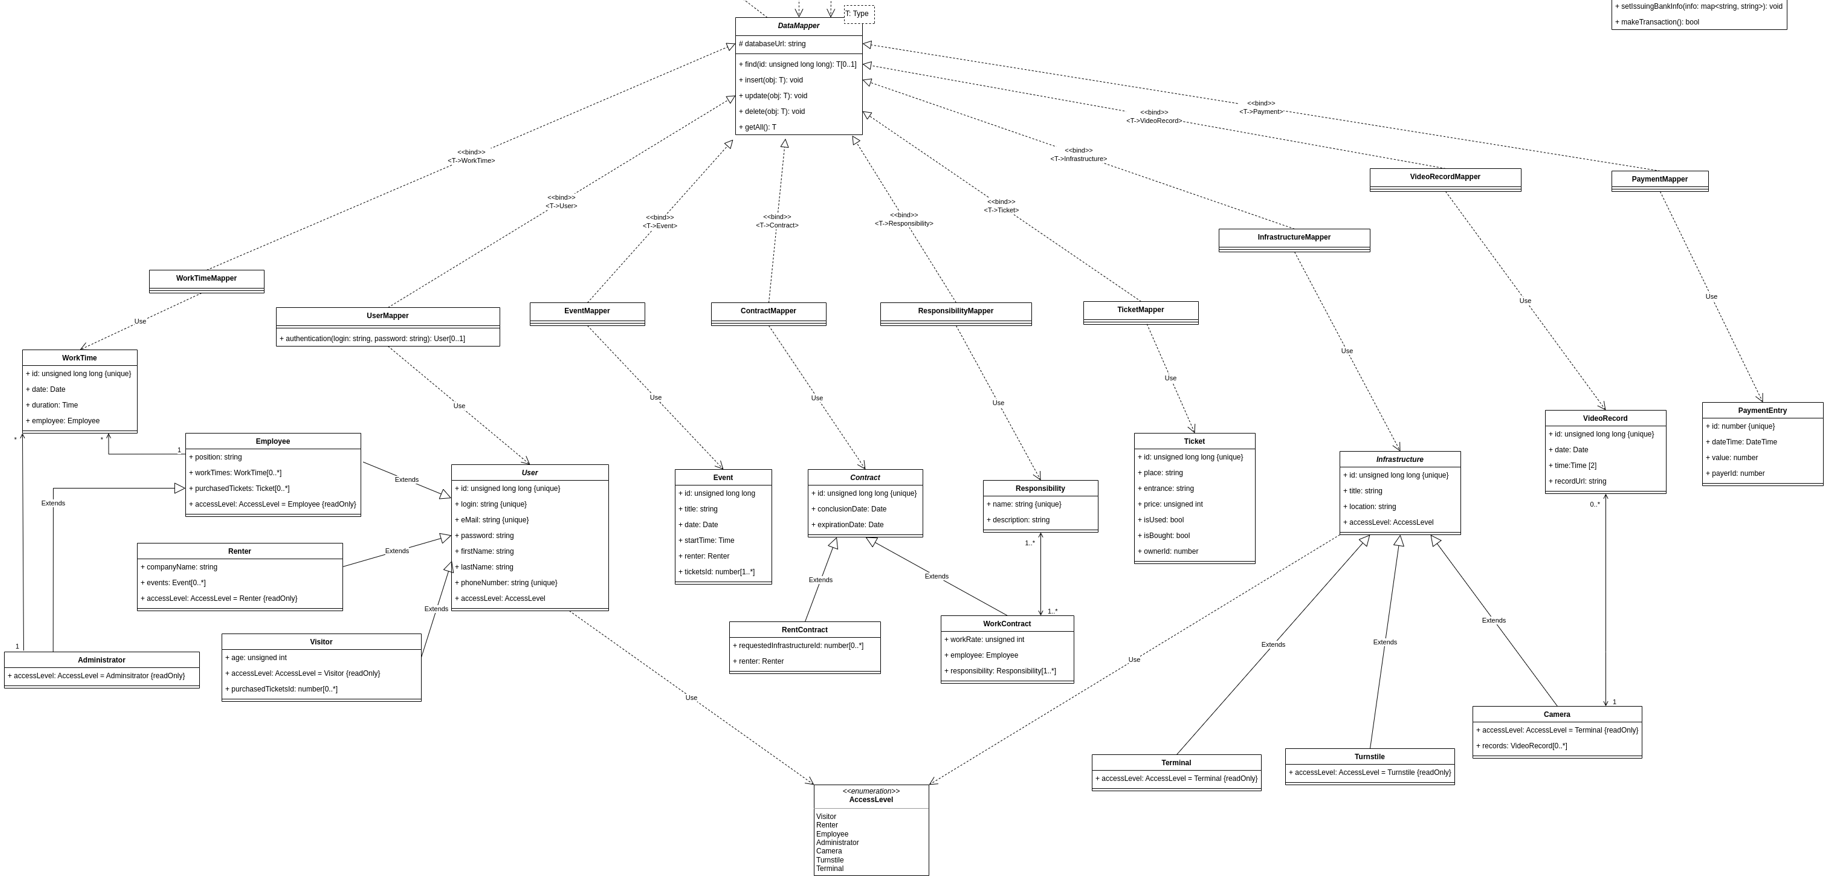 + setIssuingBankInfo(info: map<string, string>): void
+ makeTransaction(): bool
T: Type
DataMapper
# databaseUrl: string
+ find(id: unsigned long long): T[0..1]
+ insert(obj: T): void
+ update(obj: T): void
+ delete(obj: T): void
+ getAll(): T
<<bind>>
<T->WorkTime>
<<bind>>
<T->User>
<<bind>>
<T->Event>
<<bind>>
<T->Contract>
<<bind>>
<T->Responsibility>
<<bind>>
<T->Ticket>
<<bind>>
<T->Infrastructure>
<<bind>>
<T->VideoRecord>
<<bind>>
<T->Payment>
WorkTimeMapper
UserMapper
+ authentication(login: string, password: string): User[0..1]
EventMapper
ContractMapper
ResponsibilityMapper
TicketMapper
InfrastructureMapper
VideoRecordMapper
PaymentMapper
Use
Use
Use
Use
Use
Use
Use
Use
Use
WorkTime
+ id: unsigned long long {unique}
+ date: Date
+ duration: Time
+ employee: Employee
*
*
1
1
Employee
+ position: string
+ workTimes: WorkTime[0..*]
+ purchasedTickets: Ticket[0..*]
+ accessLevel: AccessLevel = Employee {readOnly}
Extends
Extends
Renter
+ companyName: string
+ events: Event[0..*]
+ accessLevel: AccessLevel = Renter {readOnly}
Extends
Visitor
+ age: unsigned int
+ accessLevel: AccessLevel = Visitor {readOnly}
+ purchasedTicketsId: number[0..*]
Extends
Administrator
+ accessLevel: AccessLevel = Adminsitrator {readOnly}
User
+ id: unsigned long long {unique}
+ login: string {unique}
+ eMail: string {unique}
+ password: string
+ firstName: string
+ lastName: string
+ phoneNumber: string {unique}
+ accessLevel: AccessLevel
Event
+ id: unsigned long long
+ title: string
+ date: Date
+ startTime: Time
+ renter: Renter
+ ticketsId: number[1..*]
Contract
+ id: unsigned long long {unique}
+ conclusionDate: Date
+ expirationDate: Date
Extends
Extends
RentContract
+ requestedInfrastructureId: number[0..*]
+ renter: Renter
Responsibility
+ name: string {unique}
+ description: string
1..*
1..*
WorkContract
+ workRate: unsigned int
+ employee: Employee
+ responsibility: Responsibility[1..*]
Ticket
+ id: unsigned long long {unique}
+ place: string
+ entrance: string
+ price: unsigned int
+ isUsed: bool
+ isBought: bool
+ ownerId: number
Infrastructure
+ id: unsigned long long {unique}
+ title: string
+ location: string
+ accessLevel: AccessLevel
VideoRecord
+ id: unsigned long long {unique}
+ date: Date
+ time:Time [2]
+ recordUrl: string
0..*
1
PaymentEntry
+ id: number {unique}
+ dateTime: DateTime
+ value: number
+ payerId: number
Extends
Extends
Extends
Use
Terminal
+ accessLevel: AccessLevel = Terminal {readOnly}
Turnstile
+ accessLevel: AccessLevel = Turnstile {readOnly}
Camera
+ accessLevel: AccessLevel = Terminal {readOnly}
+ records: VideoRecord[0..*]
<<enumeration>>
AccessLevel
Visitor
Renter
Employee
Administrator
Camera
Turnstile
Terminal